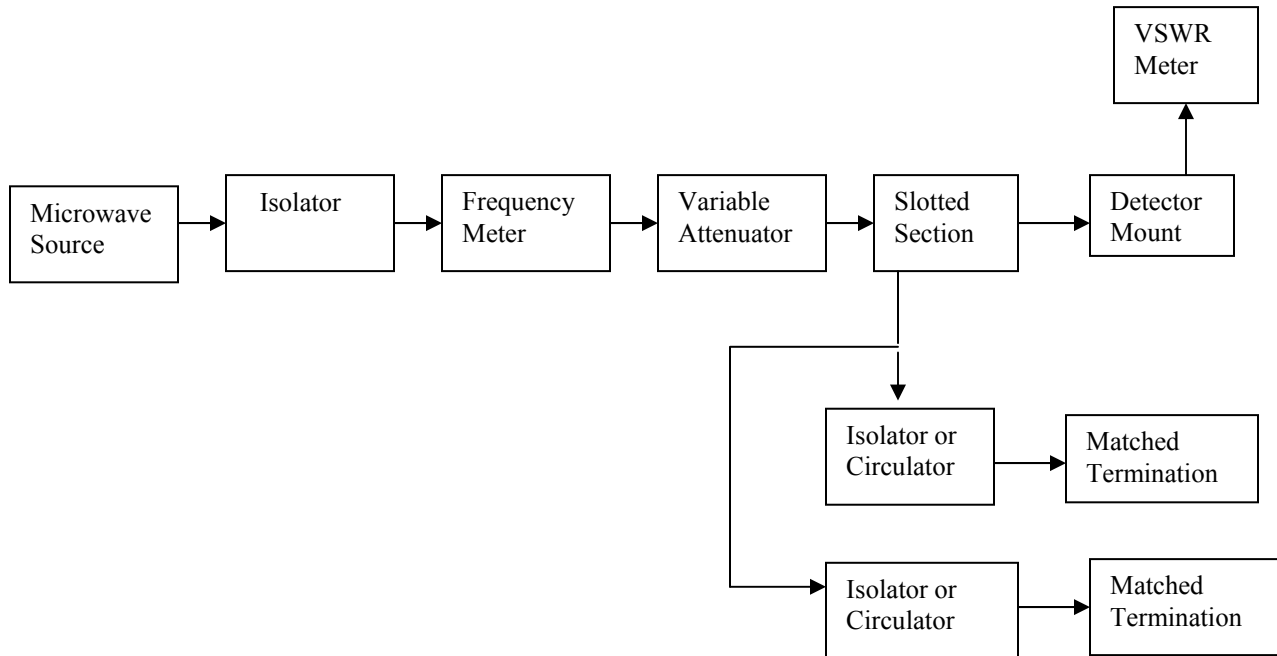 VSWR
Meter
Microwave
Source
Isolator
Frequency
Meter
Variable
Attenuator
Slotted
Section
Detector
Mount
Isolator or
Circulator
Matched
Termination
Isolator or
Circulator
Matched
Termination